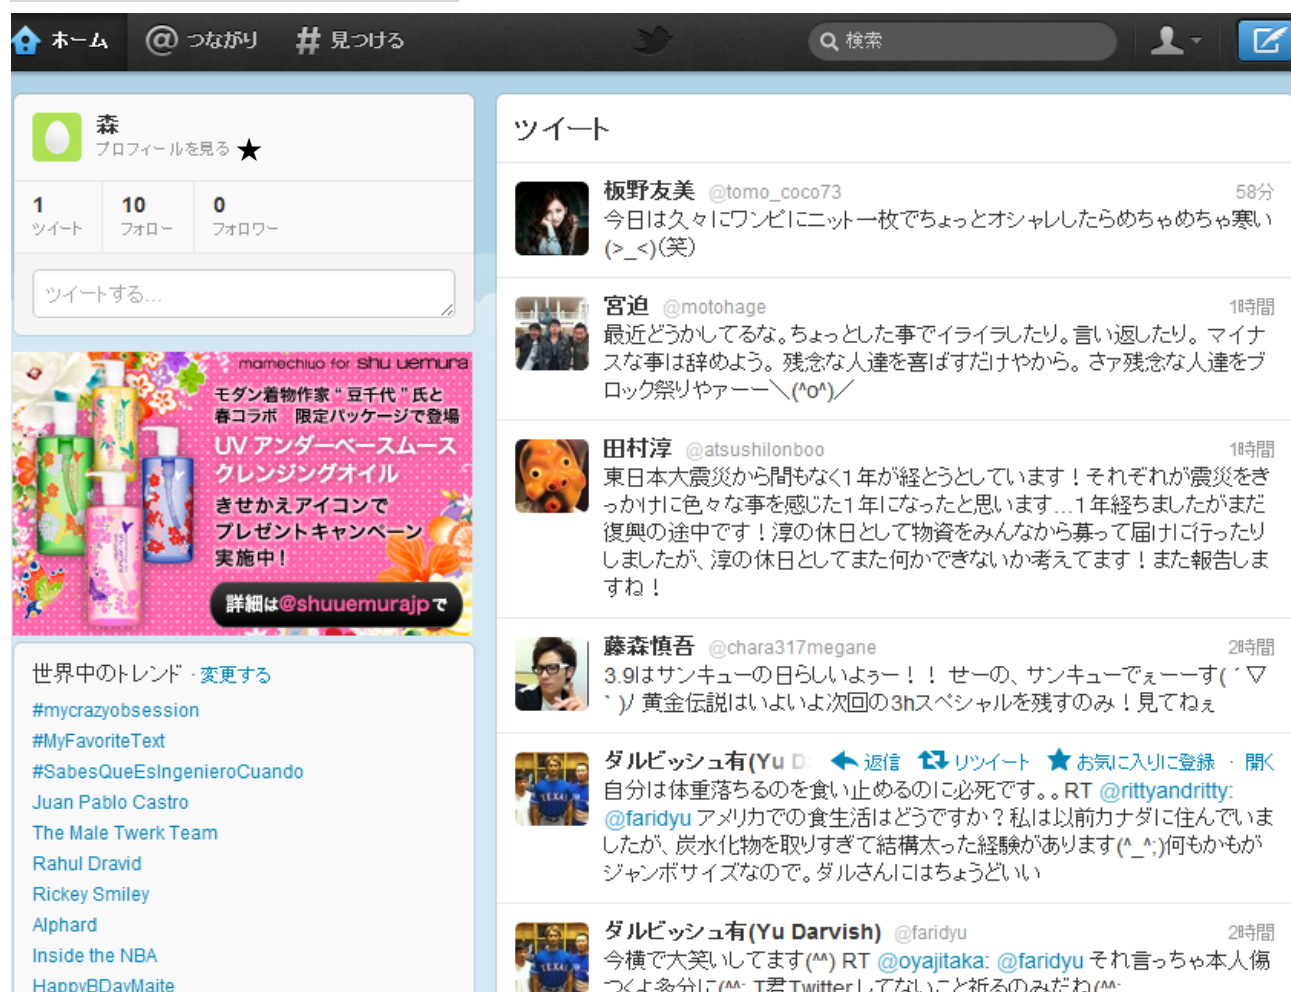 ホーム @ つながり # 見つける 検索
森
プロフィールを見る ★
1 10 0
ツイート フォロー フォロワー
ツイートする...
mamechiyo for shu uemura
モダン着物作家“豆千代”氏と
春コラボ 限定パッケージで登場
UV アンダーベースムース
クレンジングオイル
きせかえアイコンで
プレゼントキャンペーン
実施中！
詳細は@shuuemurajpで
世界中のトレンド · 変更する
#mycrazyobsession
#MyFavoriteText
#SabesQueEsIngenieroCuando
Juan Pablo Castro
The Male Twerk Team
Rahul Dravid
Rickey Smiley
Alphard
Inside the NBA
HappyBDayMaite
ツイート
板野友美 @tomo_coco73 58分
今日は久々にワンピにニット一枚でちょっとオシャレしたらめちゃめちゃ寒い
(>_<)(笑)
宮迫 @motohage 1時間
最近どうかしてるな。ちょっとした事でイライラしたり。言い返したり。マイナ
スな事は辞めよう。残念な人達を喜ばすだけやから。さァ残念な人達をブ
ロック祭りやァーー＼(^o^)／
田村淳 @atsushilonboo 1時間
東日本大震災から間もなく1年が経とうとしています！それぞれが震災をき
っかけに色々な事を感じた1年になったと思います…1年経ちましたがまだ
復興の途中です！淳の休日として物資をみんなから募って届けに行ったり
しましたが、淳の休日としてまた何かできないか考えてます！また報告しま
すね！
藤森慎吾 @chara317megane 2時間
3.9はサンキューの日らしいよぅー！！ せーの、サンキューでぇーーす( ´ ▽
｀ )ﾉ 黄金伝説はいよいよ次回の3hスペシャルを残すのみ！見てねぇ
ダルビッシュ有(Yu D 返信 リツイート ★ お気に入りに登録 · 開く
自分は体重落ちるのを食い止めるのに必死です。。RT @rittyandritty:
@faridyu アメリカでの食生活はどうですか？私は以前カナダに住んでいま
したが、炭水化物を取りすぎて結構太った経験があります(^_^;)何もかもが
ジャンボサイズなので。ダルさんにはちょうどいい
ダルビッシュ有(Yu Darvish) @faridyu 2時間
今横で大笑いしてます(^^) RT @oyajitaka: @faridyu それ言っちゃ本人傷
つくよ多分に(^^; T君Twitterしてないこと祈るのみだね(^^;